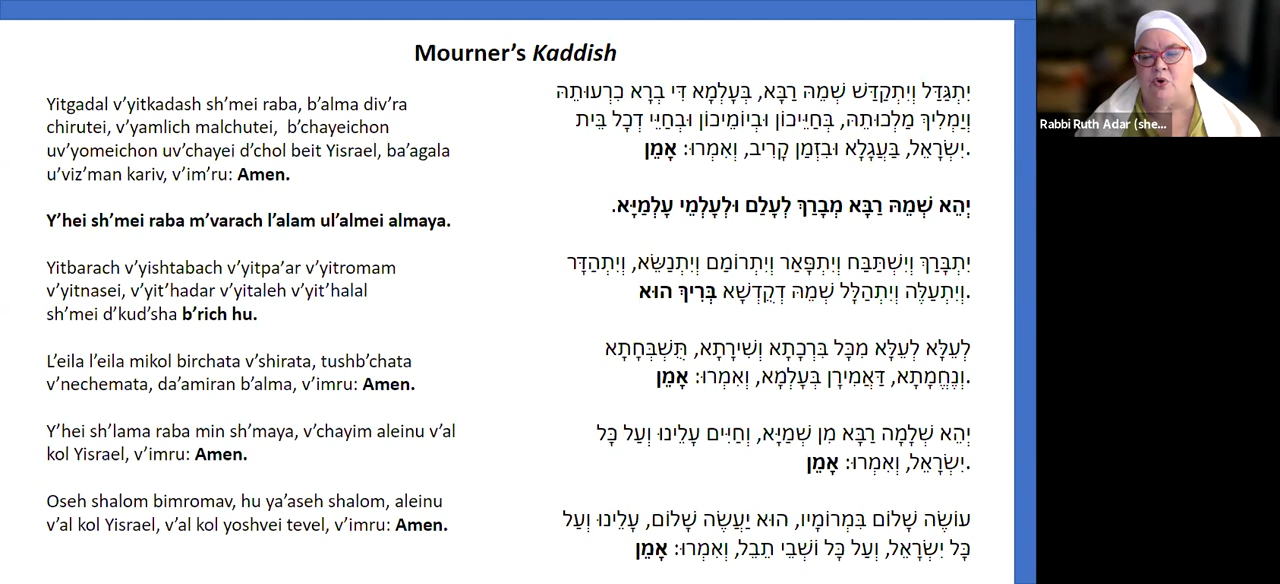 Mourner’s Kaddish
Yitgadal v’yitkadash sh’mei raba, b’alma div’ra
chirutei, v’yamlich malchutei,  b’chayeichon
uv’yomeichon uv’chayei d’chol beit Yisrael, ba’agala
u’viz’man kariv, v’im’ru: Amen.
Y’hei sh’mei raba m’varach l’alam ul’almei almaya.
Yitbarach v’yishtabach v’yitpa’ar v’yitromam
v’yitnasei, v’yit’hadar v’yitaleh v’yit’halal
sh’mei d’kud’sha b’rich hu.
L’eila l’eila mikol birchata v’shirata, tushb’chata
v’nechemata, da’amiran b’alma, v’imru: Amen.
Y’hei sh’lama raba min sh’maya, v’chayim aleinu v’al
kol Yisrael, v’imru: Amen.
Oseh shalom bimromav, hu ya’aseh shalom, aleinu
v’al kol Yisrael, v’al kol yoshvei tevel, v’imru: Amen.
יִתְגַּדַּל וְיִתְקַדַּשׁ שְׁמֵהּ רַבָּא, בְּעָלְמָא דִּי בְרָא כִרְעוּתֵהּ
וְיַמְלִיךְ מַלְכוּתֵהּ, בְּחַיֵּיכוֹן וּבְיוֹמֵיכוֹן וּבְחַיֵּי דְכָל בֵּית
יִשְׂרָאֵל, בַּעֲגָלָא וּבִזְמַן קָרִיב, וְאִמְרוּ: אָמֵן.
יְהֵא שְׁמֵהּ רַבָּא מְבָרַךְ לְעָלַם וּלְעָלְמֵי עָלְמַיָּא.
יִתְבָּרַךְ וְיִשְׁתַּבַּח וְיִתְפָּאַר וְיִתְרוֹמַם וְיִתְנַשֵּׂא, וְיִתְהַדָּר
וְיִתְעַלֶּה וְיִתְהַלָּל שְׁמֵהּ דְקֻדְשָׁא בְּרִיךְ הוּא.
לְעֵלָּא לְעֵלָּא מִכָּל בִּרְכָתָא וְשִׁירָתָא, תֻּשְׁבְּחָתָא
וְנֶחֱמָתָא, דַּאֲמִירָן בְּעָלְמָא, וְאִמְרוּ: אָמֵן.
יְהֵא שְׁלָמָה רַבָּא מִן שְׁמַיָּא, וְחַיִּים עָלֵינוּ וְעַל כָּל
יִשְׂרָאֵל, וְאִמְרוּ: אָמֵן.
עוֹשֶׂה שָׁלוֹם בִּמְרוֹמָיו, הוּא יַעֲשֶׂה שָׁלוֹם, עָלֵינוּ וְעַל
כָּל יִשְׂרָאֵל, וְעַל כָּל וֹשְׁבֵי תֵבֵל, וְאִמְרוּ: אָמֵן
Rabbi Ruth Adar (she...